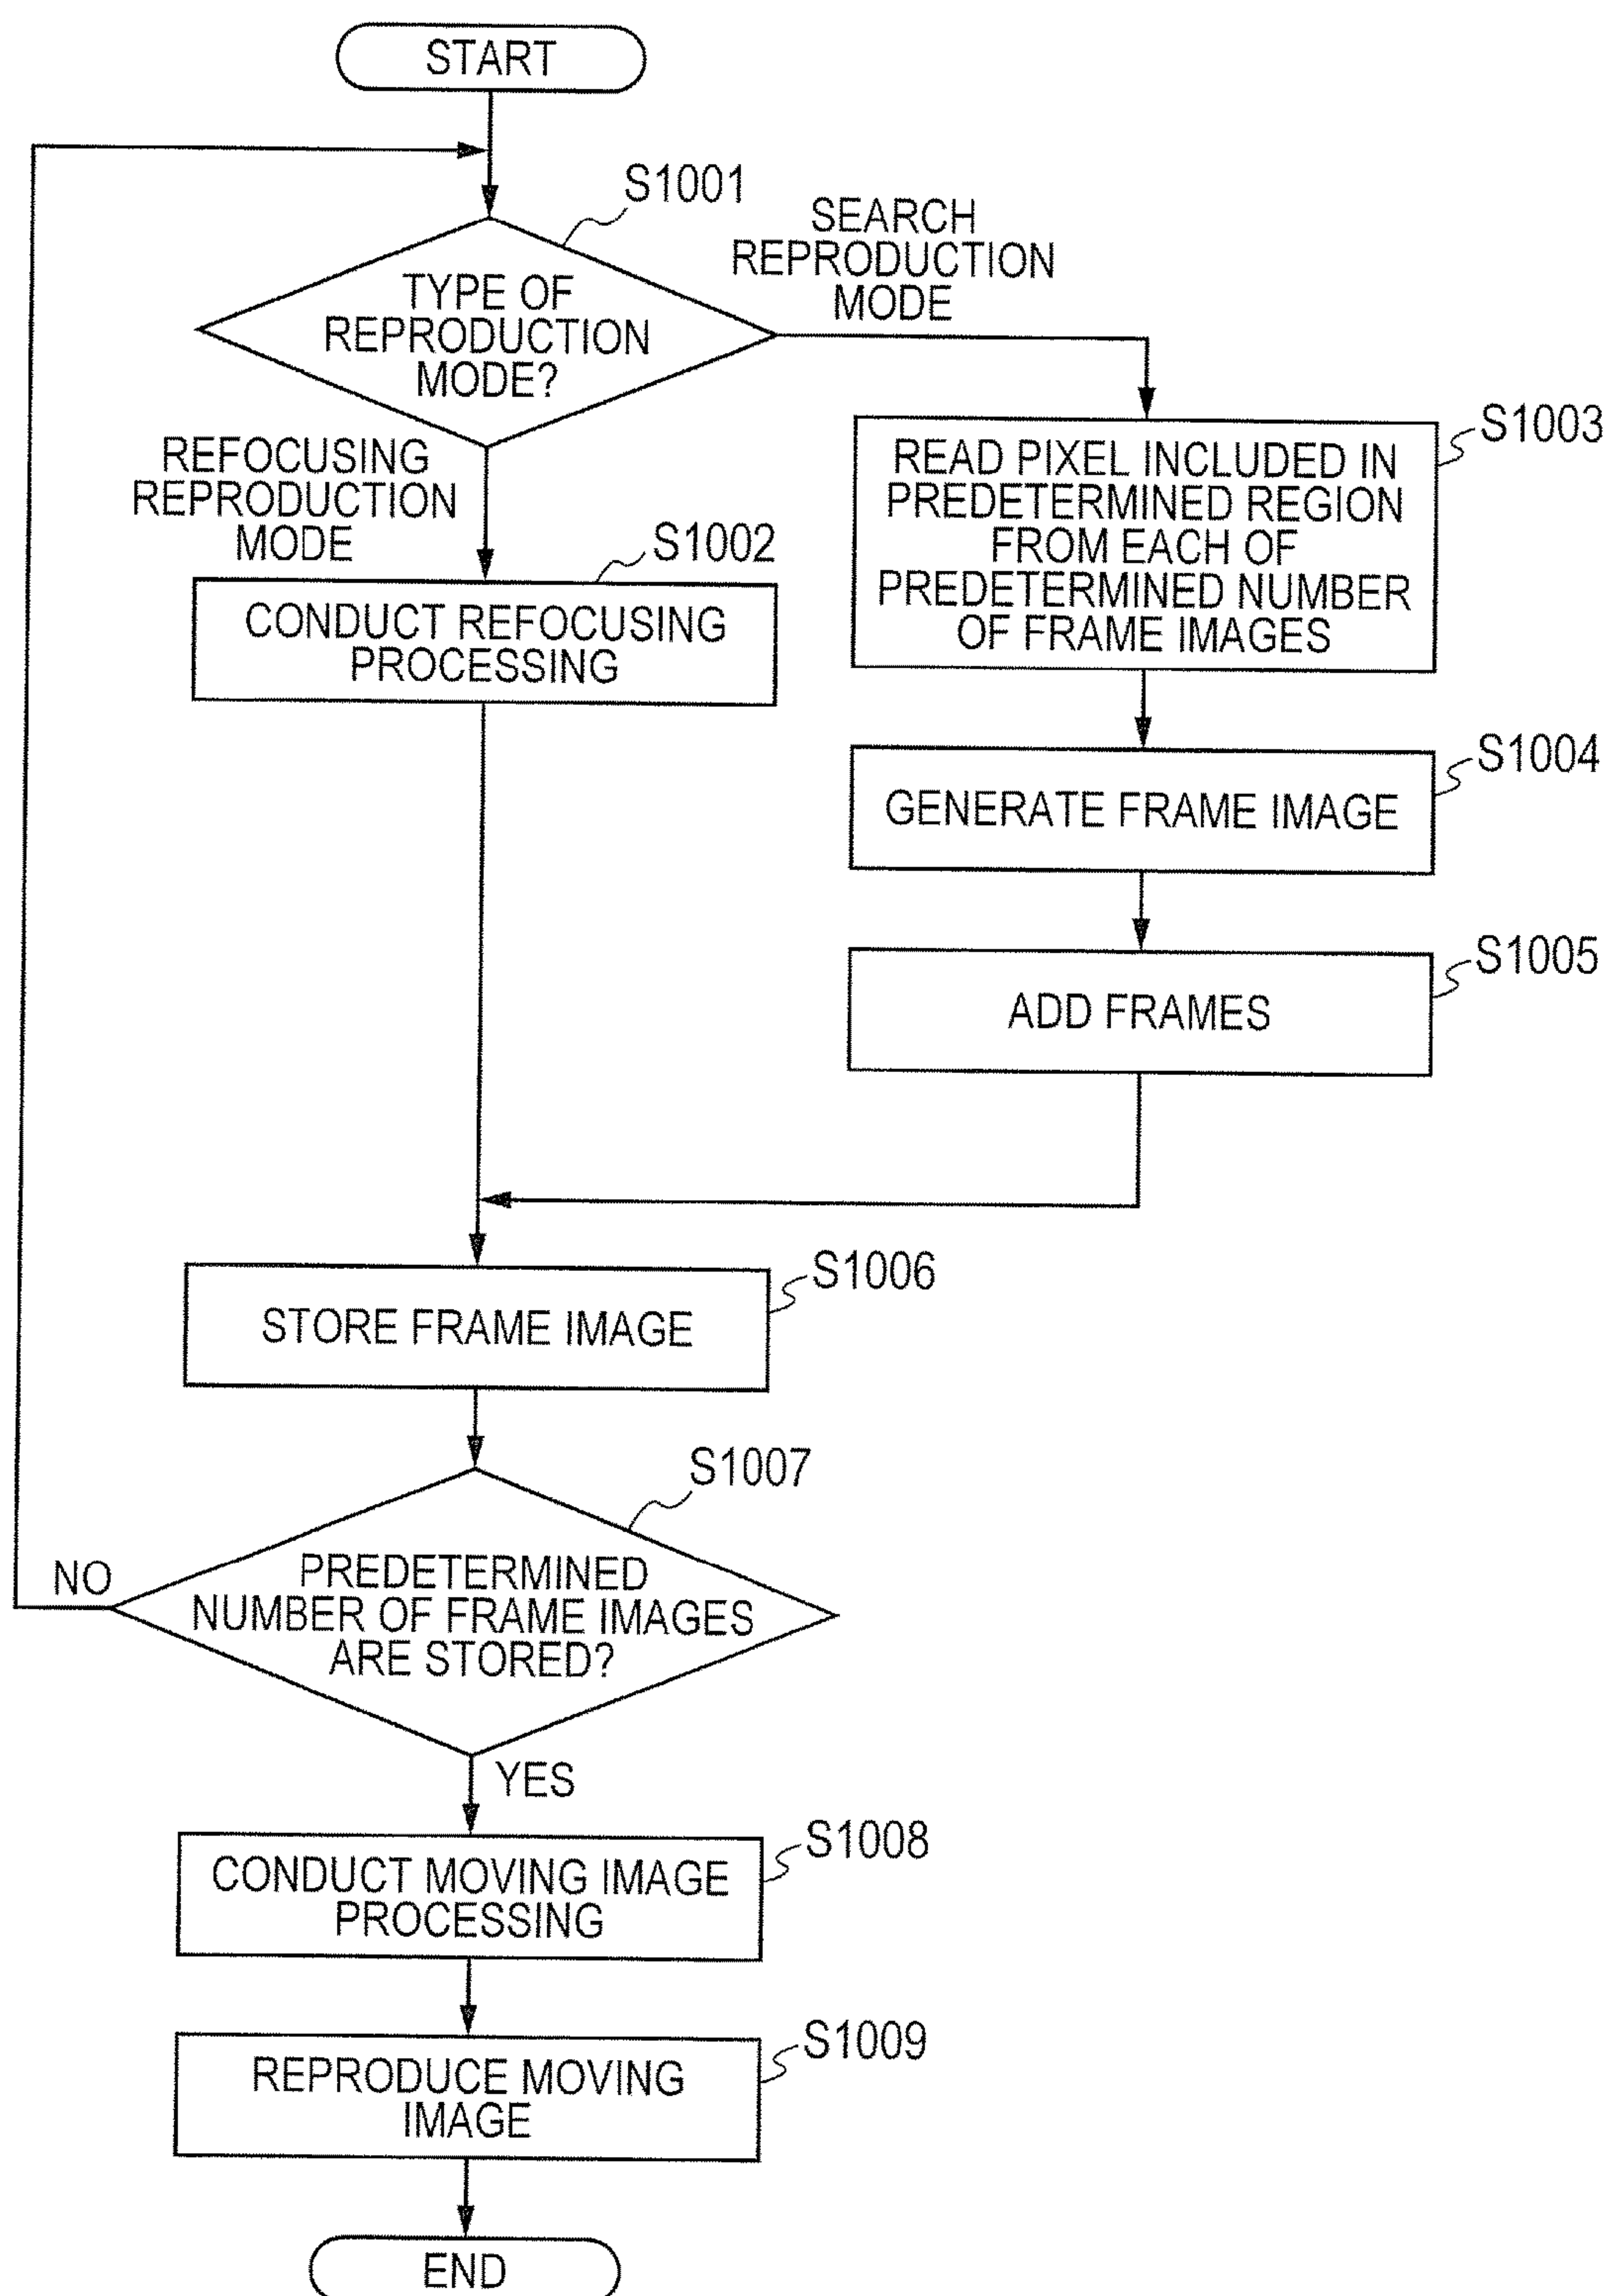 START
S1001
SEARCH
REPRODUCTION
MODE
TYPE OF
REPRODUCTION
MODE?
REFOCUSING
REPRODUCTION
MODE
S1002
CONDUCT REFOCUSING
PROCESSING
S1003
READ PIXEL INCLUDED IN
PREDETERMINED REGION
FROM EACH OF
PREDETERMINED NUMBER
OF FRAME IMAGES
S1004
GENERATE FRAME IMAGE
S1005
ADD FRAMES
S1006
STORE FRAME IMAGE
S1007
PREDETERMINED
NUMBER OF FRAME IMAGES
ARE STORED?
NO
YES
S1008
CONDUCT MOVING IMAGE
PROCESSING
S1009
REPRODUCE MOVING
IMAGE
END